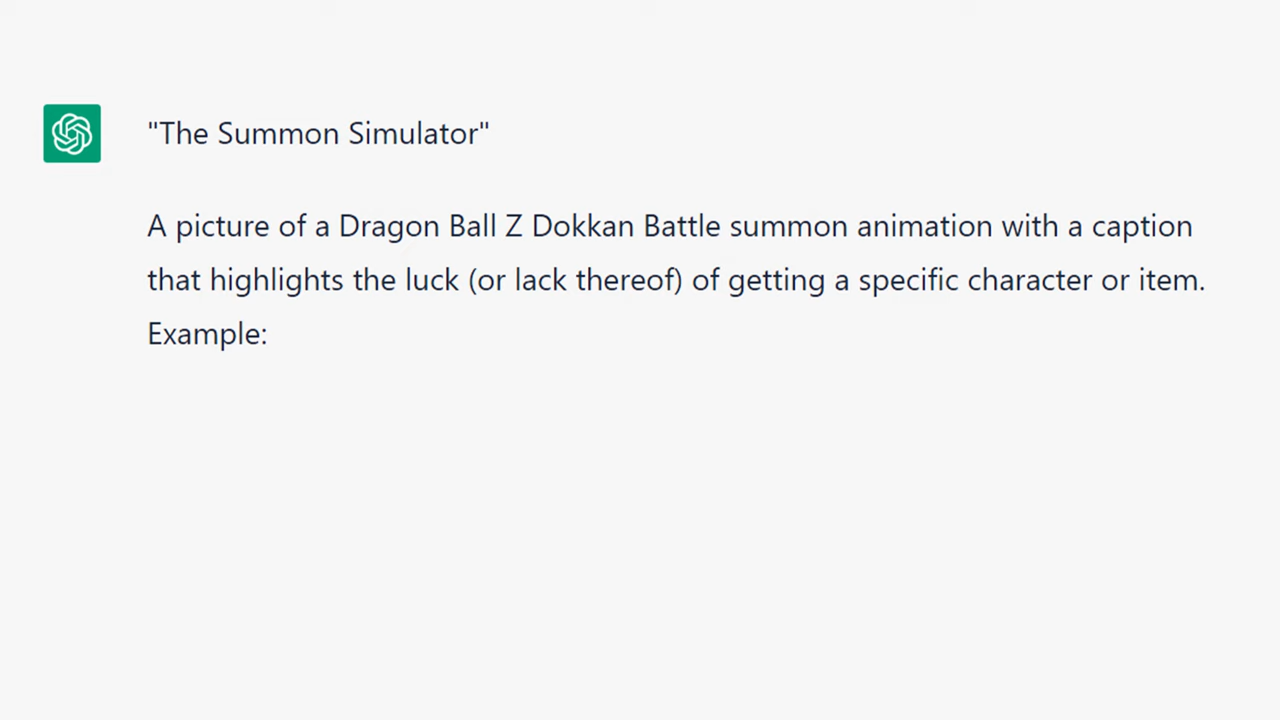 "The Summon Simulator"
A picture of a Dragon Ball Z Dokkan Battle summon animation with a caption
that highlights the luck (or lack thereof) of getting a specific character or item.
Example: